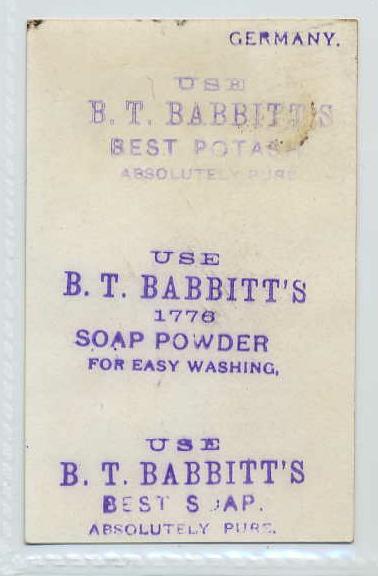 GERMANY.
USE
B. T. BABBITT'S
BEST POTASH
ABSOLUTELY PURE
USE
B. T. BABBITT'S
1776
SOAP POWDER
FOR EASY WASHING,
USE
B. T. BABBITT'S
BEST SOAP.
ABSOLUTELY PURE.